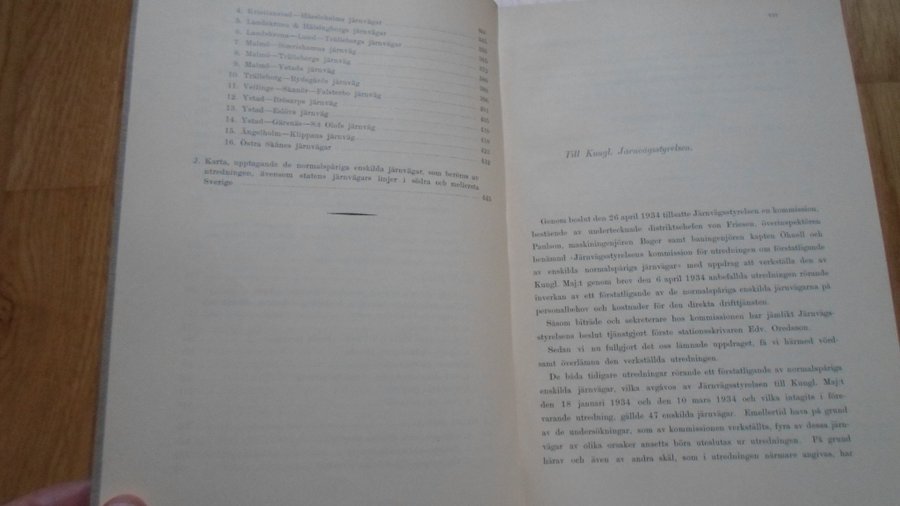 4. Kristianstad—Hässleholms järnvägar
5. Landskrona & Hälsingborgs järnvägar
6. Landskrona—Lund—Trälleborgs järnvägar
7. Malmö—Simrishamns järnväg
8. Malmö—Trälleborgs järnväg
9. Malmö—Ystads järnväg
10. Trälleborg—Rydsgårds järnväg
11. Vellinge—Skanör—Falsterbo järnväg
12. Ystad—Brösarps järnväg
13. Ystad—Eslövs järnväg
14. Ystad—Gärsnäs—S:t Olofs järnväg
15. Ängelholm—Klippans järnväg
16. Östra Skånes järnvägar
2. Karta, upptagande de normalspåriga enskilda järnvägar, som beröras av
utredningen, ävensom statens järnvägars linjer i södra och mellersta
Sverige
Till Kungl. Järnvägsstyrelsen.
Genom beslut den 26 april 1934 tillsatte Järnvägsstyrelsen en kommission,
bestående av undertecknade distriktschefen von Friesen, överinspektören
Paulson, maskiningenjören Bager samt baningenjören kapten Öhnell och
benämnd »Järnvägsstyrelsens kommission för utredningen om förstatligande
av enskilda normalspåriga järnvägar» med uppdrag att verkställa den av
Kungl. Maj:t genom brev den 6 april 1934 anbefallda utredningen rörande
inverkan av ett förstatligande av de normalspåriga enskilda järnvägarna på
personalbehov och kostnader för den direkta drifttjänsten.
Såsom biträde och sekreterare hos kommissionen har jämlikt Järnvägs-
styrelsens beslut tjänstgjort förste stationsskrivaren Edv. Oredsson.
Sedan vi nu fullgjort det oss lämnade uppdraget, få vi härmed vörd-
samt överlämna den verkställda utredningen.
De båda tidigare utredningar rörande ett förstatligande av normalspåriga
enskilda järnvägar, vilka avgåvos av Järnvägsstyrelsen till Kungl. Maj:t
den 18 januari 1934 och den 10 mars 1934 och vilka intagits i före-
varande utredning, gällde 47 enskilda järnvägar. Emellertid hava på grund
av de undersökningar, som av kommissionen verkställts, fyra av dessa järn-
vägar av olika orsaker ansetts böra uteslutas ur utredningen. På grund
härav och även av andra skäl, som i utredningen närmare angivas, har